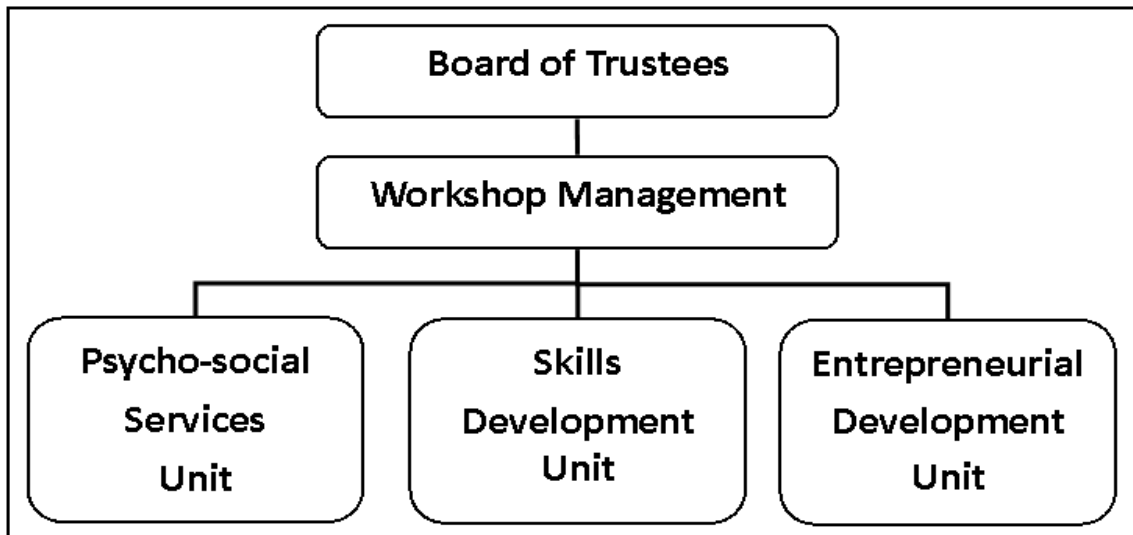 Board of Trustees
Workshop Management
Psycho-social
Services
Unit
Skills
Development
Unit
Entrepreneurial
Development
Unit